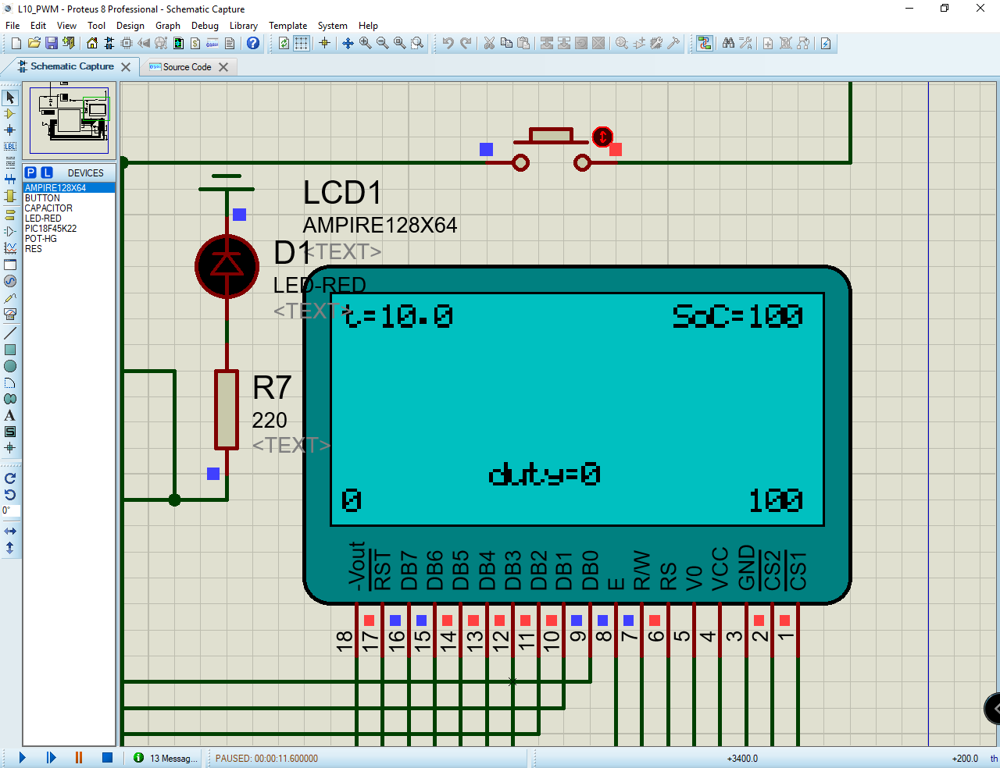 L10_PWM - Proteus 8 Professional - Schematic Capture
File Edit View Tool Design Graph Debug Library Template System Help
Schematic Capture
Source Code
LBL
P L DEVICES
AMPIRE128X64
BUTTON
CAPACITOR
LED-RED
PIC18F45K22
POT-HG
RES
A
S
0°
LCD1
AMPIRE128X64
<TEXT>
D1
LED-RED
<TEXT>
t=10.0 SoC=100
R7
220
<TEXT>
duty=0
0 100
-Vout RST DB7 DB6 DB5 DB4 DB3 DB2 DB1 DB0 E R/W RS V0 VCC GND CS2 CS1
18 17 16 15 14 13 12 11 10 9 8 7 6 5 4 3 2 1
13 Messag... PAUSED: 00:00:11.600000 +3400.0 +200.0 th